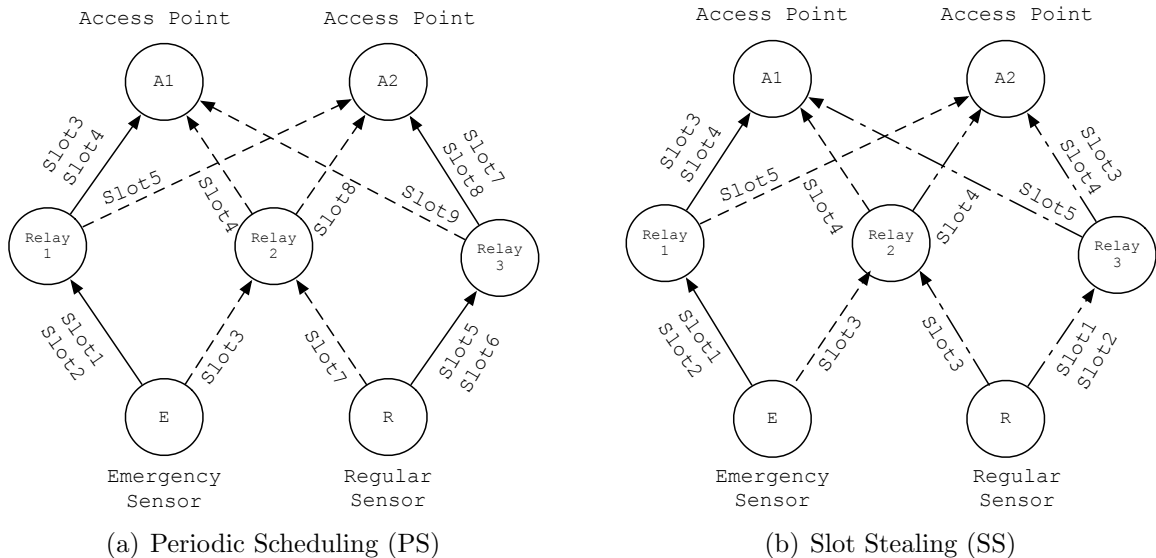 Access Point
Access Point
A1
A2
Slot3
Slot4
Slot5
Slot4
Slot8
Slot9
Slot7
Slot8
Relay
1
Relay
2
Relay
3
Slot1
Slot2
Slot3
Slot7
Slot5
Slot6
E
R
Emergency
Sensor
Regular
Sensor
(a) Periodic Scheduling (PS)
Access Point
Access Point
A1
A2
Slot3
Slot4
Slot5
Slot4
Slot4
Slot5
Slot3
Slot4
Relay
1
Relay
2
Relay
3
Slot1
Slot2
Slot3
Slot3
Slot1
Slot2
E
R
Emergency
Sensor
Regular
Sensor
(b) Slot Stealing (SS)